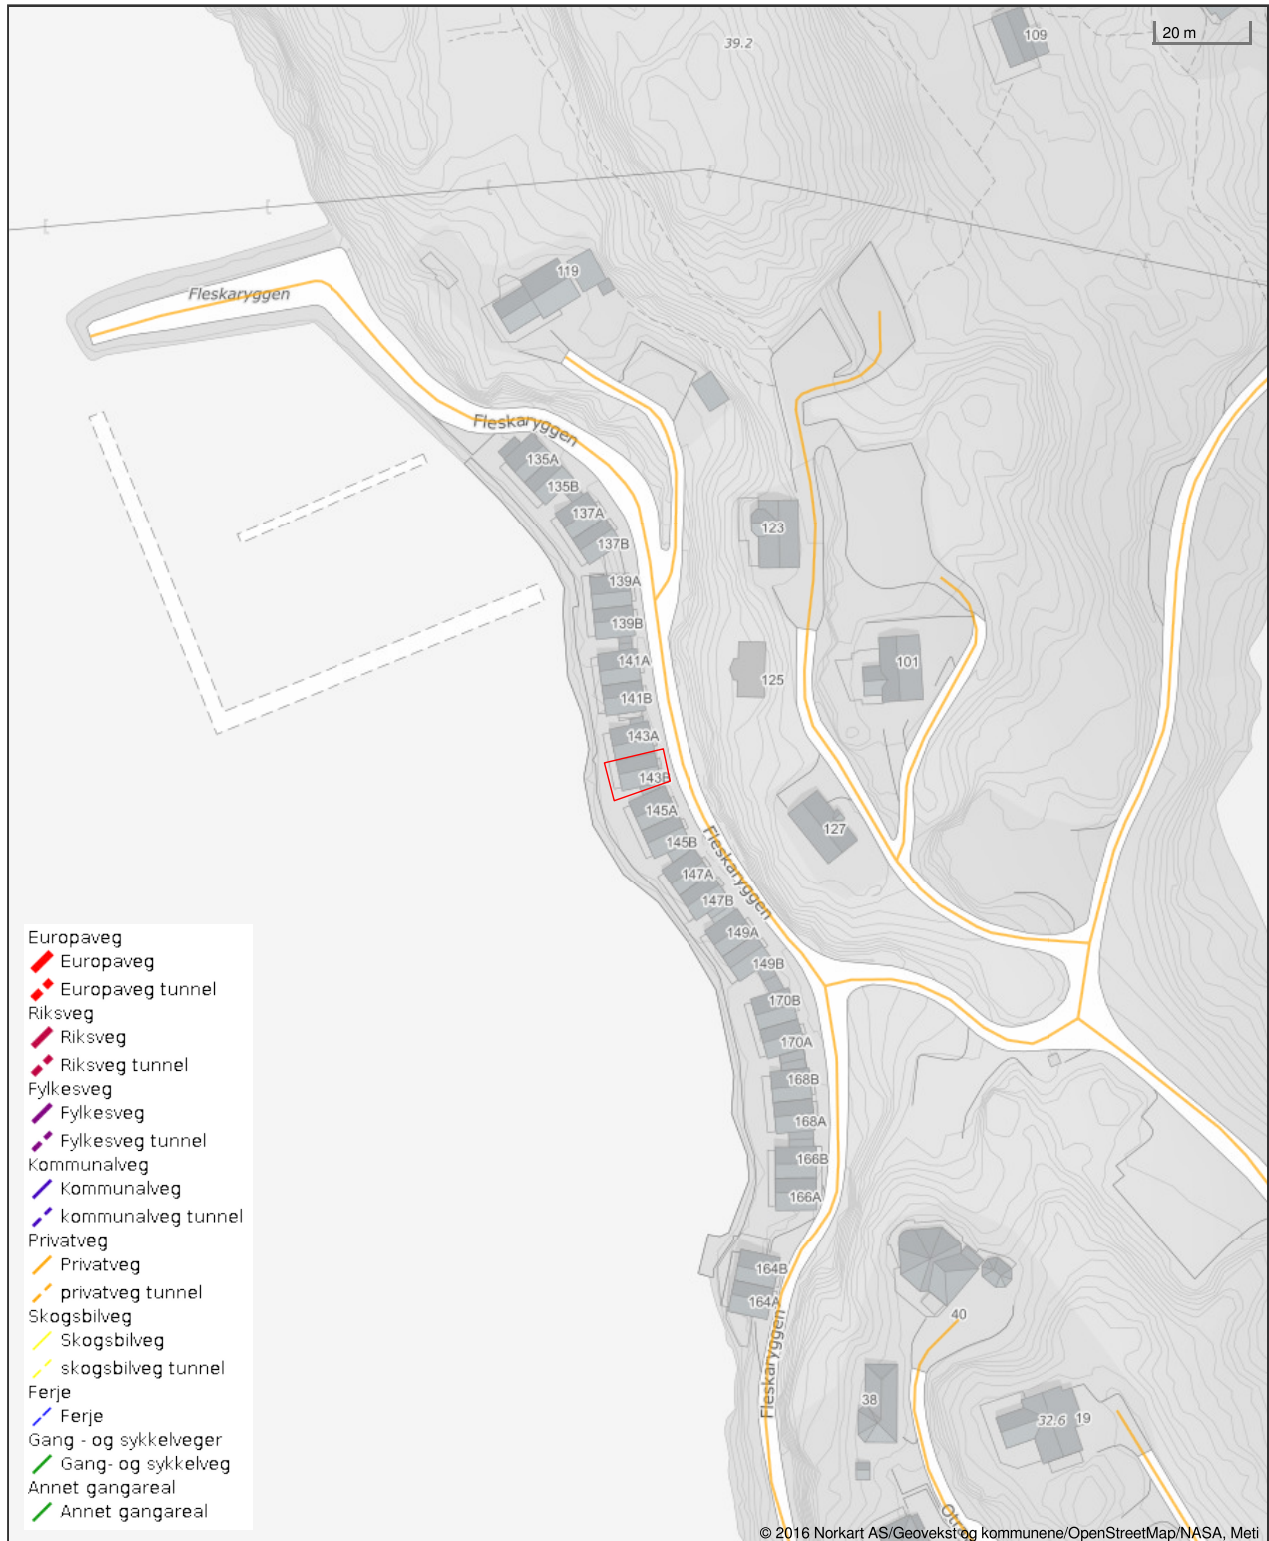 39.2
109
20 m
119
Fleskaryggen
Fleskaryggen
135A
135B
137A
137B
123
139A
139B
141A
101
125
141B
143A
143B
145A
127
145B
Fleskaryggen
147A
147B
149A
149B
170B
170A
168B
168A
166B
166A
164B
164A
Fleskaryggen
40
38
32.6
19
Europaveg
Europaveg
Europaveg tunnel
Riksveg
Riksveg
Riksveg tunnel
Fylkesveg
Fylkesveg
Fylkesveg tunnel
Kommunalveg
Kommunalveg
kommunalveg tunnel
Privatveg
Privatveg
privatveg tunnel
Skogsbilveg
Skogsbilveg
skogsbilveg tunnel
Ferje
Ferje
Gang - og sykkelveger
Gang- og sykkelveg
Annet gangareal
Annet gangareal
© 2016 Norkart AS/Geovekst og kommunene/OpenStreetMap/NASA, Meti